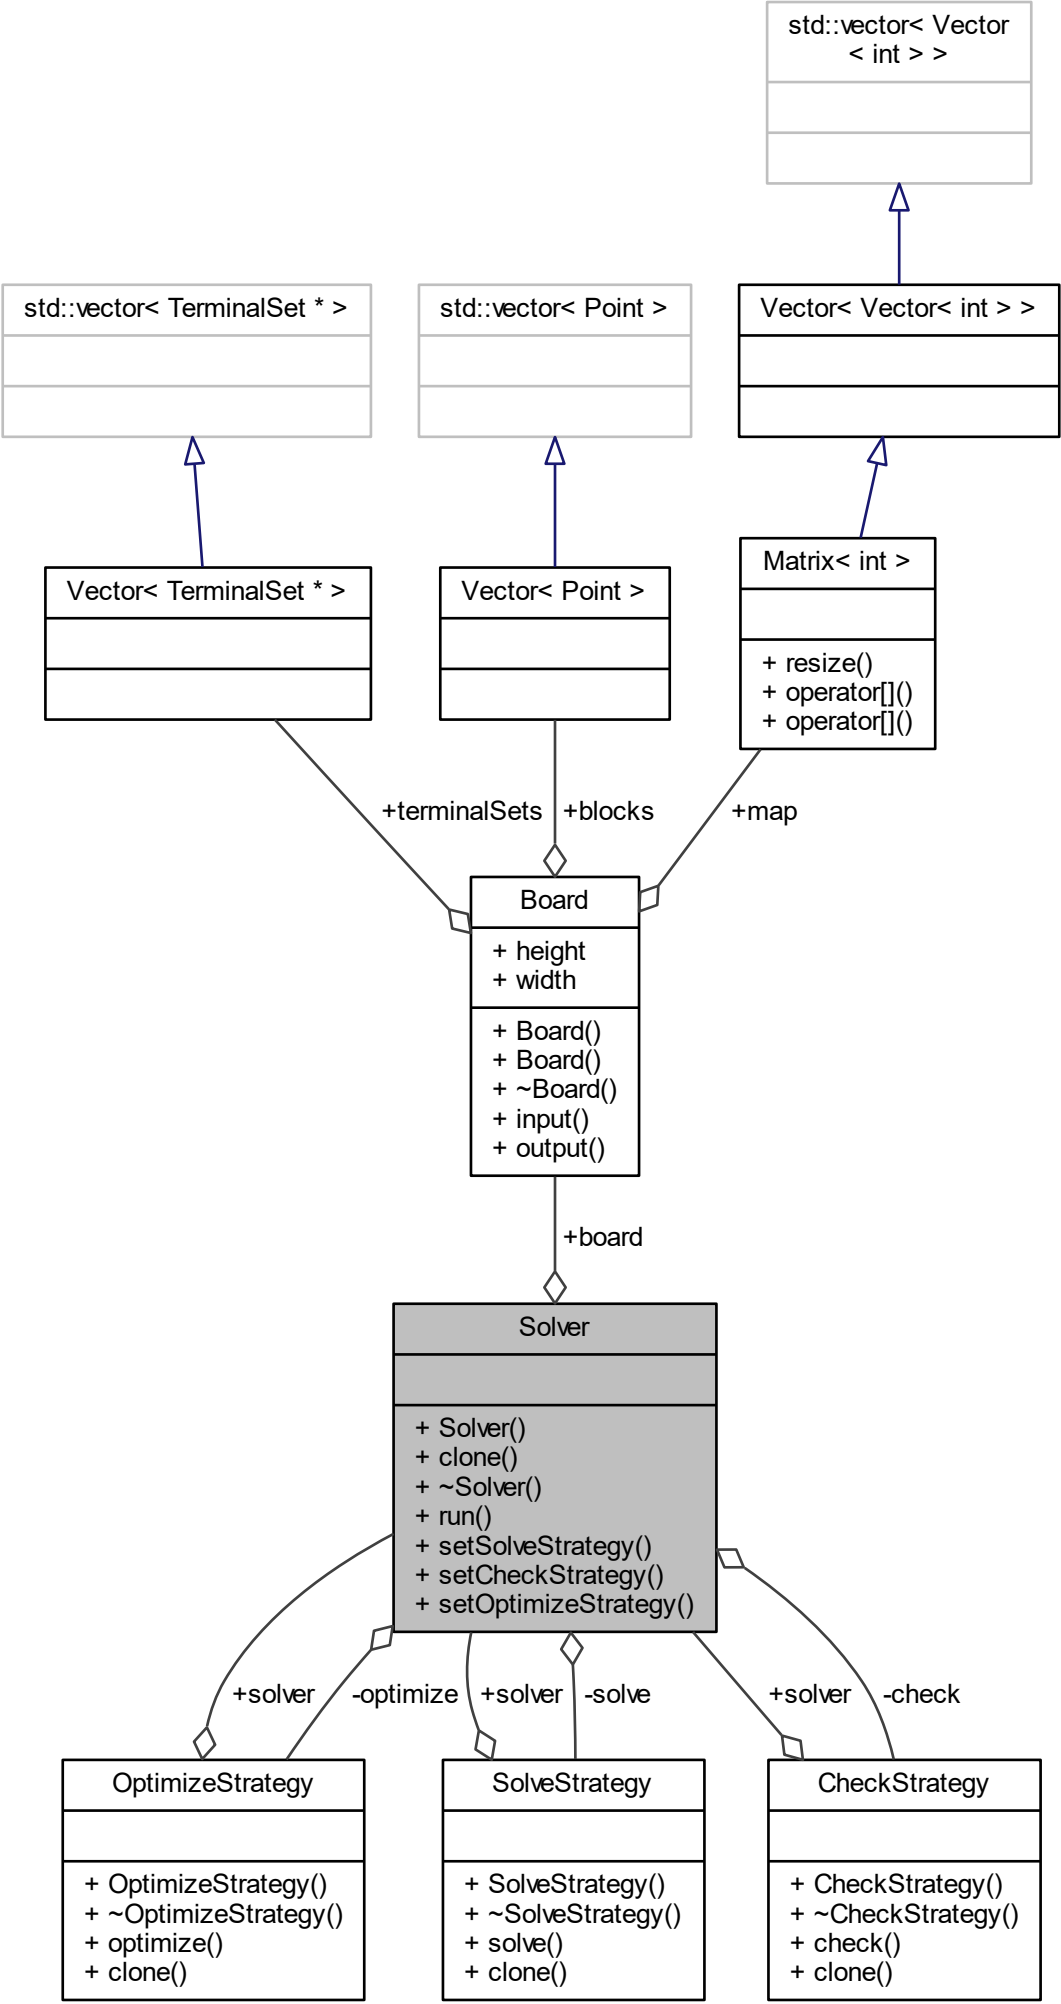 std::vector< Vector
< int > >
std::vector< TerminalSet * >
std::vector< Point >
Vector< Vector< int > >
Vector< TerminalSet * >
Vector< Point >
Matrix< int >
+ resize()
+ operator[]()
+ operator[]()
+terminalSets
+blocks
+map
Board
+ height
+ width
+ Board()
+ Board()
+ ~Board()
+ input()
+ output()
+board
Solver
+ Solver()
+ clone()
+ ~Solver()
+ run()
+ setSolveStrategy()
+ setCheckStrategy()
+ setOptimizeStrategy()
+solver
-optimize
+solver
-solve
+solver
-check
OptimizeStrategy
+ OptimizeStrategy()
+ ~OptimizeStrategy()
+ optimize()
+ clone()
SolveStrategy
+ SolveStrategy()
+ ~SolveStrategy()
+ solve()
+ clone()
CheckStrategy
+ CheckStrategy()
+ ~CheckStrategy()
+ check()
+ clone()